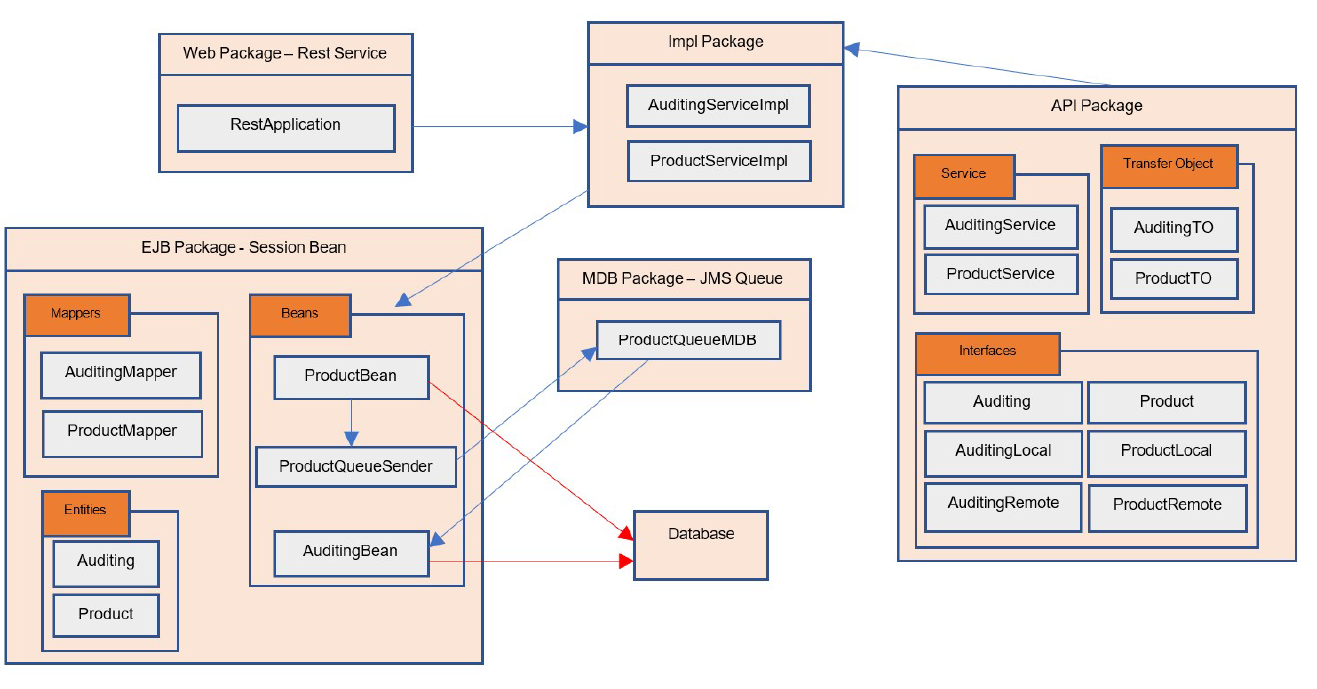 Web Package – Rest Service
RestApplication
Impl Package
AuditingServiceImpl
ProductServiceImpl
API Package
Service
AuditingService
ProductService
Transfer Object
AuditingTO
ProductTO
Interfaces
Auditing
Product
AuditingLocal
ProductLocal
AuditingRemote
ProductRemote
EJB Package - Session Bean
Mappers
AuditingMapper
ProductMapper
Entities
Auditing
Product
Beans
ProductBean
ProductQueueSender
AuditingBean
MDB Package – JMS Queue
ProductQueueMDB
Database